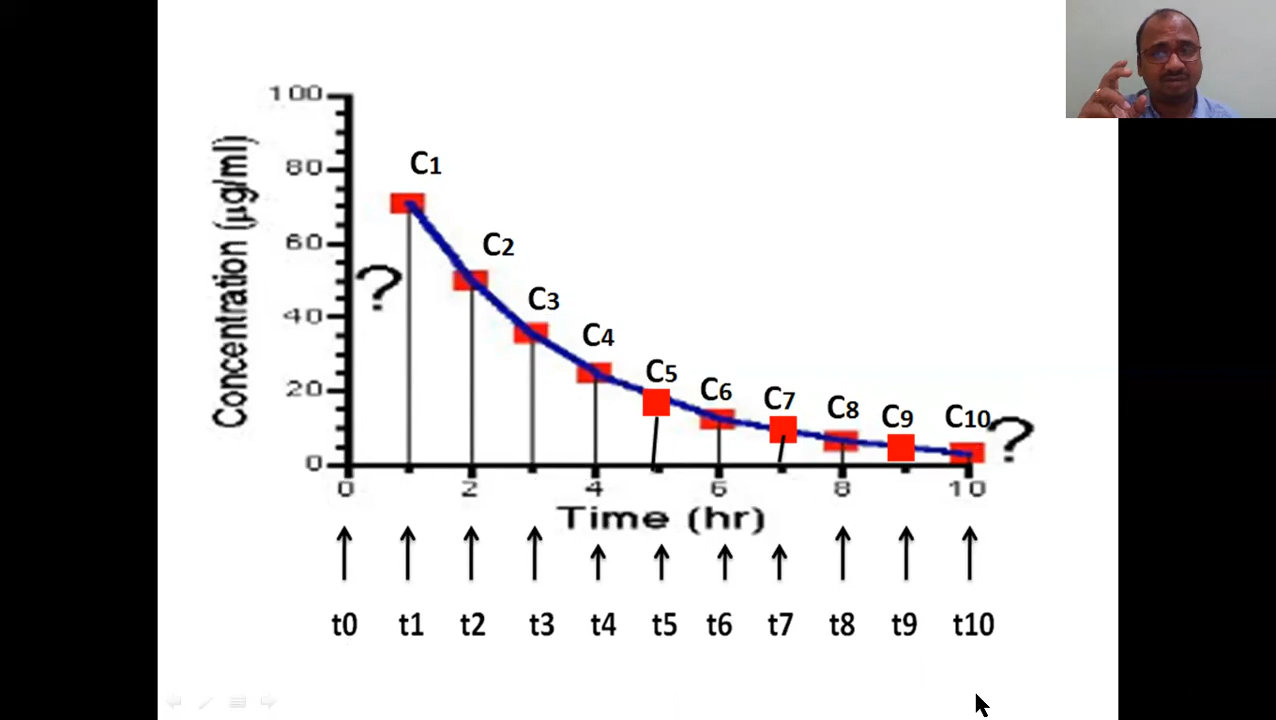 100
80
60
40
20
0
Concentration (µg/ml)
C1
C2
C3
C4
C5
C6
C7
C8
C9
C10
?
?
0 2 4 6 8 10
Time (hr)
t0 t1 t2 t3 t4 t5 t6 t7 t8 t9 t10